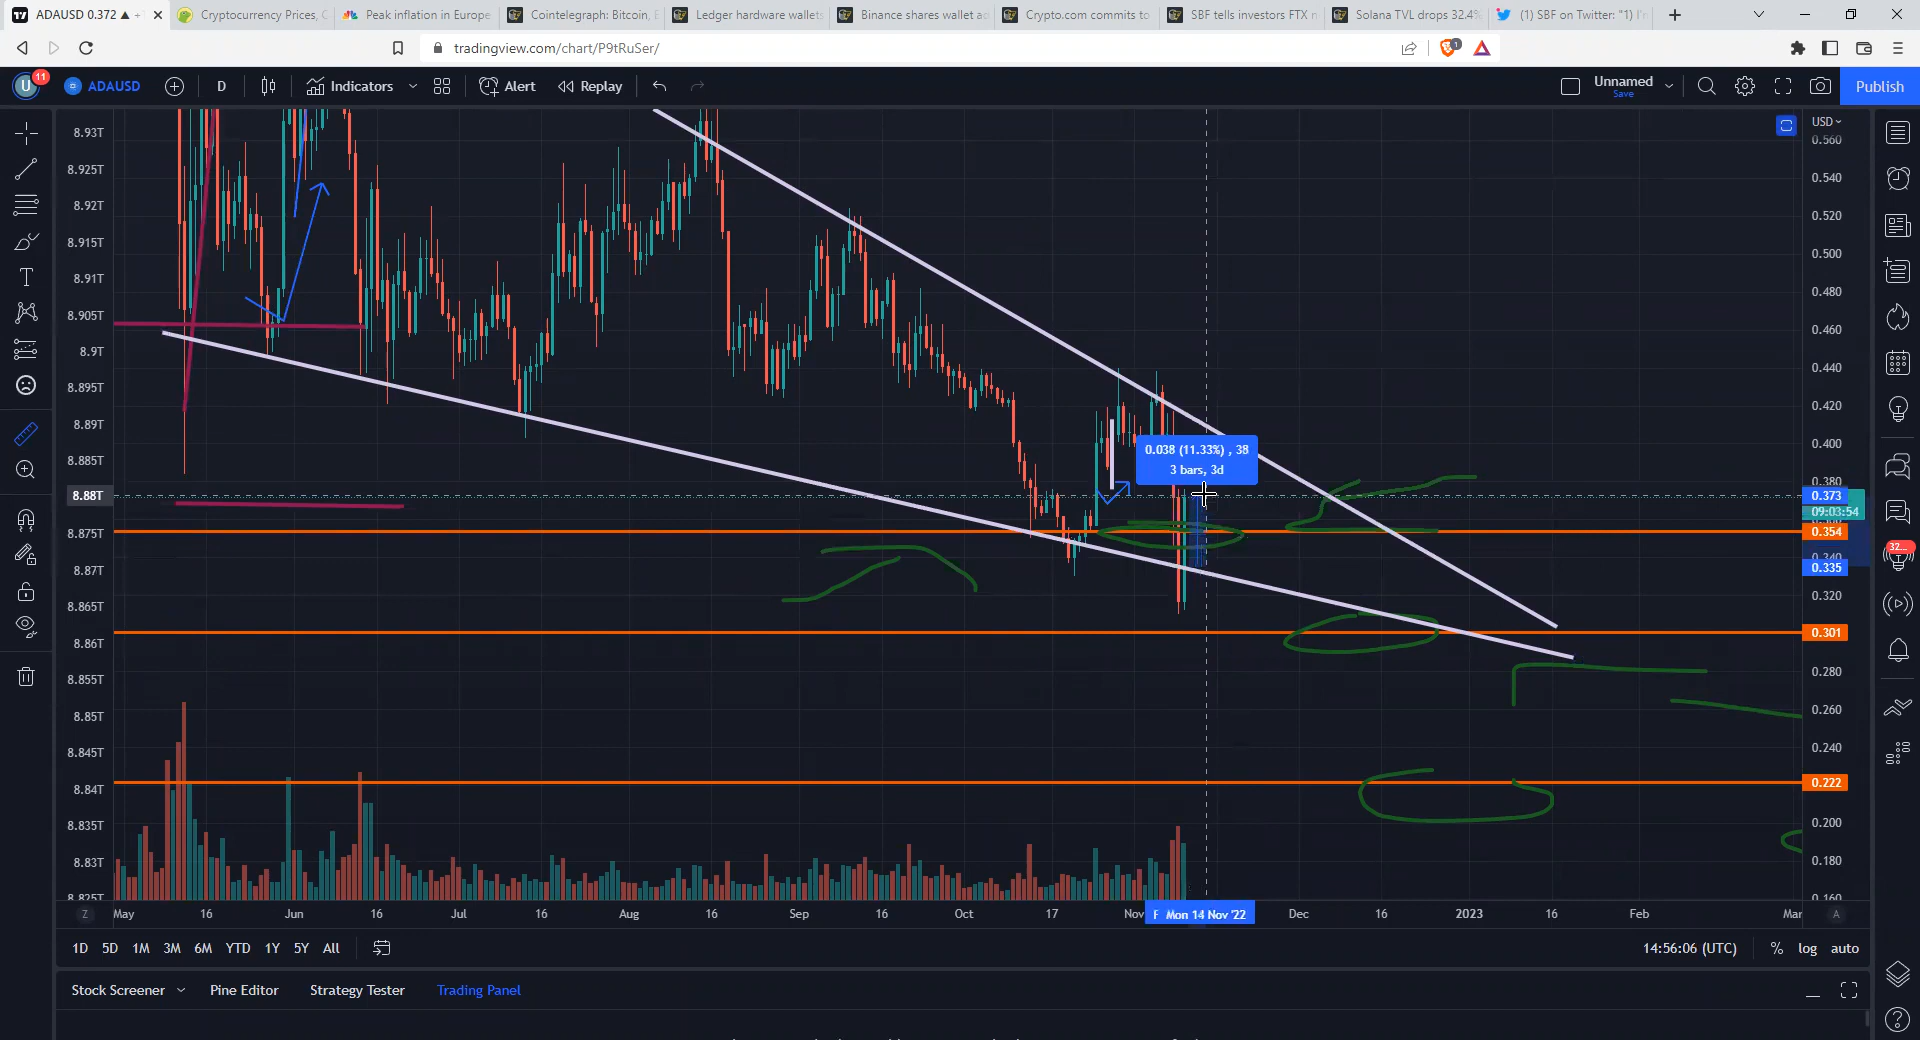 ADAUSD 0.372 ▲
Cryptocurrency Prices, C
Peak inflation in Europe
Cointelegraph: Bitcoin, E
Ledger hardware wallets
Binance shares wallet ad
Crypto.com commits to
SBF tells investors FTX n
Solana TVL drops 32.4%
(1) SBF on Twitter: "1) I'm
tradingview.com/chart/P9tRuSer/
1
U 11 ADAUSD D Indicators Alert Replay Unnamed Save Publish
USD
8.93T
8.925T
8.92T
8.915T
8.91T
8.905T
8.9T
8.895T
8.89T
8.885T
8.88T
8.875T
8.87T
8.865T
8.86T
8.855T
8.85T
8.845T
8.84T
8.835T
8.83T
8.825T
0.038 (11.33%) , 38
3 bars, 3d
0.560
0.540
0.520
0.500
0.480
0.460
0.440
0.420
0.400
0.380
0.373
09:03:54
0.354
0.340
0.335
0.320
0.301
0.280
0.260
0.240
0.222
0.200
0.180
0.160
32...
Z May 16 Jun 16 Jul 16 Aug 16 Sep 16 Oct 17 Nov F Mon 14 Nov '22 Dec 16 2023 16 Feb Mar A
1D 5D 1M 3M 6M YTD 1Y 5Y All 14:56:06 (UTC) % log auto
Stock Screener Pine Editor Strategy Tester Trading Panel